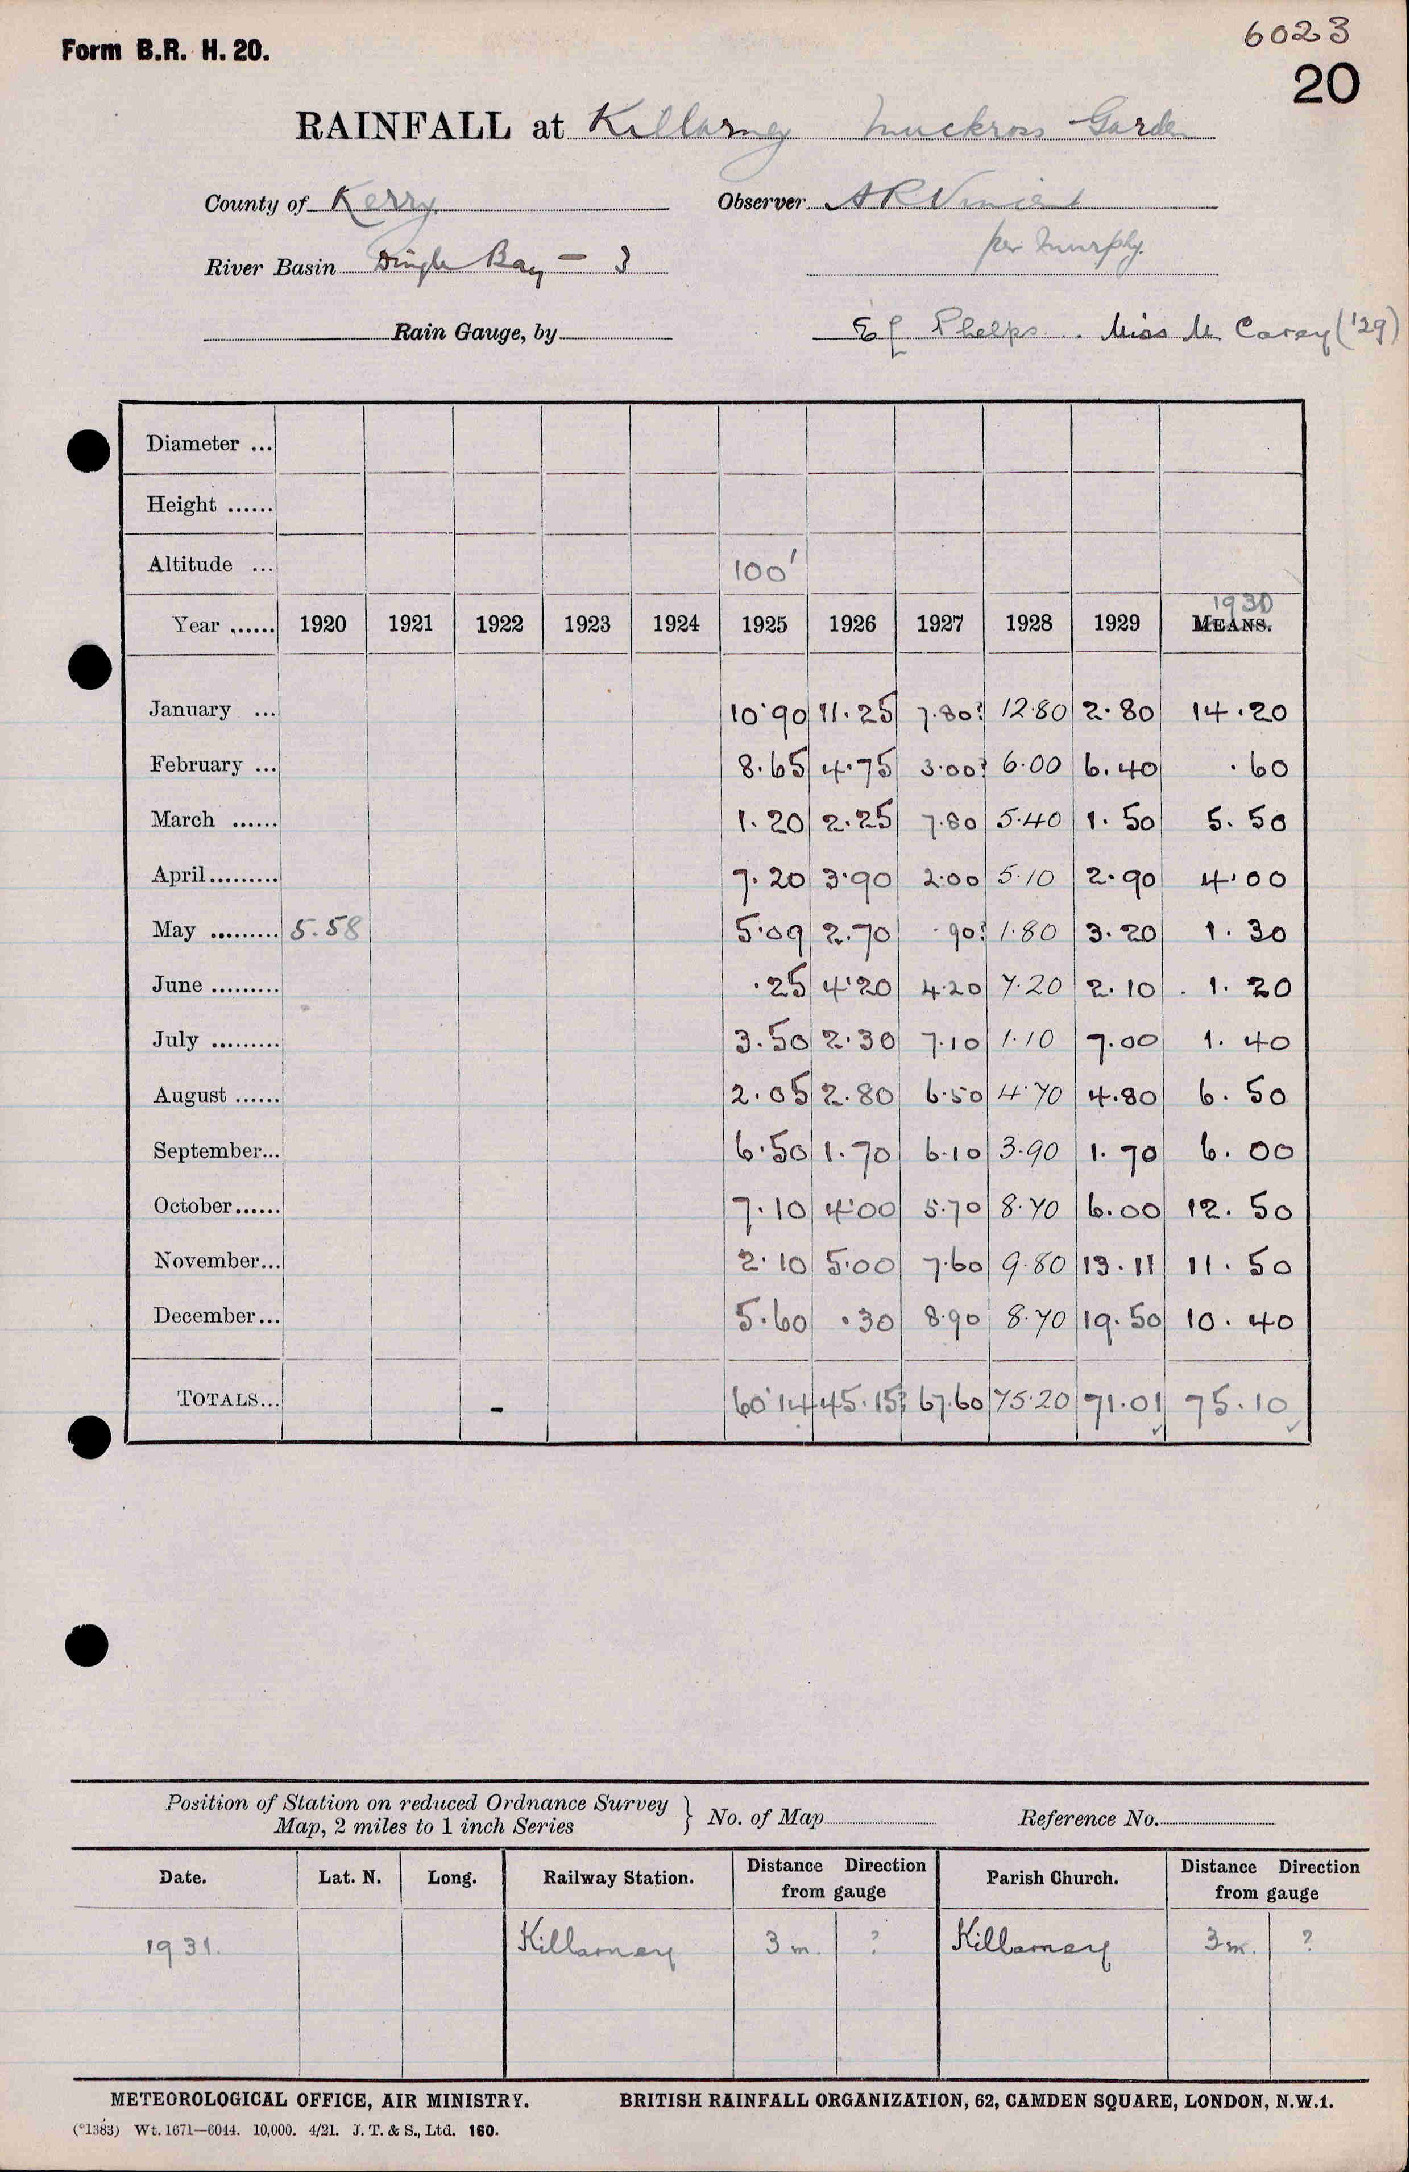 Form B.R. H. 20.
6023
20
RAINFALL at Killarney Muckross Garden
County of Kerry
Observer A R Vincent
per Murphy.
River Basin Dingle Bay – 3
Rain Gauge, by
E J Phelps . Miss M Carey ('29)
Diameter ...
Height ......
Altitude ... 100'
1930
Year ...... 1920 1921 1922 1923 1924 1925 1926 1927 1928 1929 MEANS.
January ... 10·90 11·25 7·80? 12·80 2·80 14·20
February ... 8·65 4·75 3·00? 6·00 6·40 ·60
March ...... 1·20 2·25 7·80 5·40 1·50 5·50
April......... 7·20 3·90 2·00 5·10 2·90 4·00
May ......... 5·58 5·09 2·70 ·90? 1·80 3·20 1·30
June ......... ·25 4·20 4·20 7·20 2·10 1·20
July ......... 3·50 2·30 7·10 1·10 7·00 1·40
August ...... 2·05 2·80 6·50 4·70 4·80 6·50
September... 6·50 1·70 6·10 3·90 1·70 6·00
October...... 7·10 4·00 5·70 8·70 6·00 12·50
November... 2·10 5·00 7·60 9·80 13·11 11·50
December... 5·60 ·30 8·90 8·70 19·50 10·40
TOTALS... - 60·14 45·15? 67·60 75·20 71·01 75·10
Position of Station on reduced Ordnance Survey
Map, 2 miles to 1 inch Series } No. of Map Reference No.
Date. Lat. N. Long. Railway Station. Distance Direction from gauge Parish Church. Distance Direction from gauge
1931. Killarney 3 m. ? Killarney 3 m. ?
METEOROLOGICAL OFFICE, AIR MINISTRY. BRITISH RAINFALL ORGANIZATION, 62, CAMDEN SQUARE, LONDON, N.W.1.
(*1383) Wt. 1671—6044. 10,000. 4/21. J. T. & S., Ltd. 160.